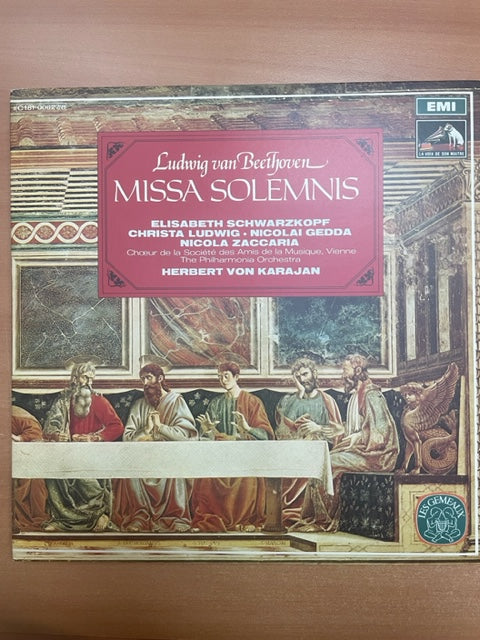 EMI
LA VOIX DE SON MAITRE
Ludwig van Beethoven
MISSA SOLEMNIS
ELISABETH SCHWARZKOPF
CHRISTA LUDWIG • NICOLAI GEDDA
NICOLA ZACCARIA
Chœur de la Société des Amis de la Musique, Vienne
The Philharmonia Orchestra
HERBERT VON KARAJAN
LES GEMEAUX